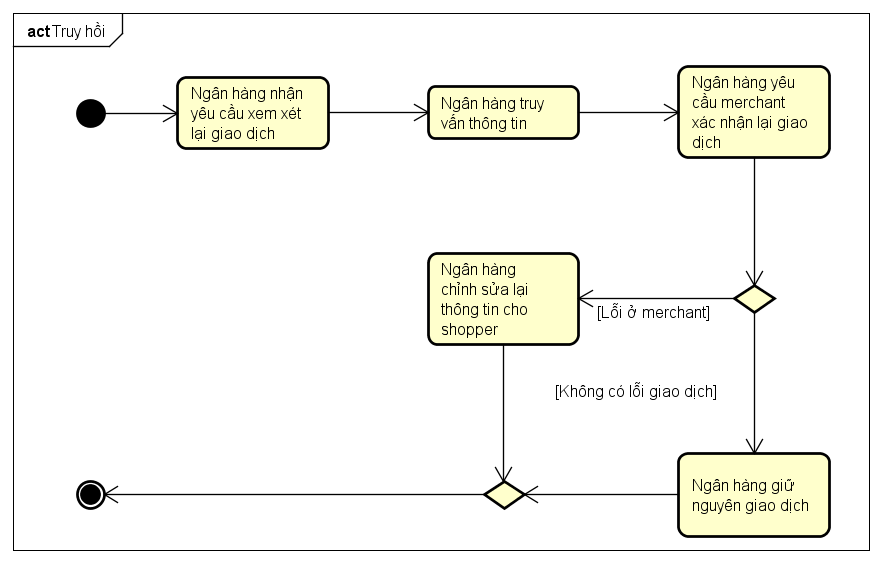 act Truy hồi
Ngân hàng nhận
yêu cầu xem xét
lại giao dịch
Ngân hàng truy
vấn thông tin
Ngân hàng yêu
cầu merchant
xác nhận lại giao
dịch
Ngân hàng
chỉnh sửa lại
thông tin cho
shopper
[Lỗi ở merchant]
[Không có lỗi giao dịch]
Ngân hàng giữ
nguyên giao dịch